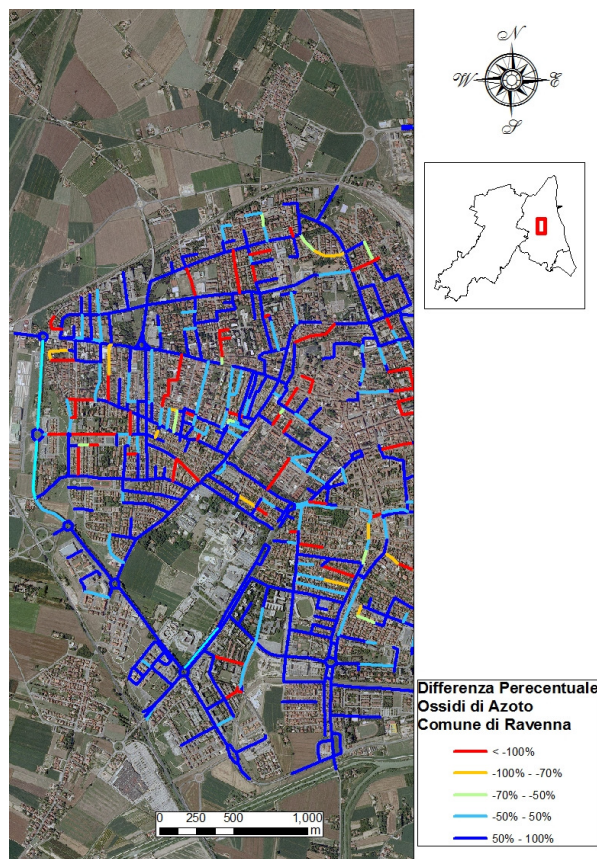 N
W E
S
Differenza Perecentuale
Ossidi di Azoto
Comune di Ravenna
< -100%
-100% - -70%
-70% - -50%
-50% - 50%
50% - 100%
0 250 500 1,000
m